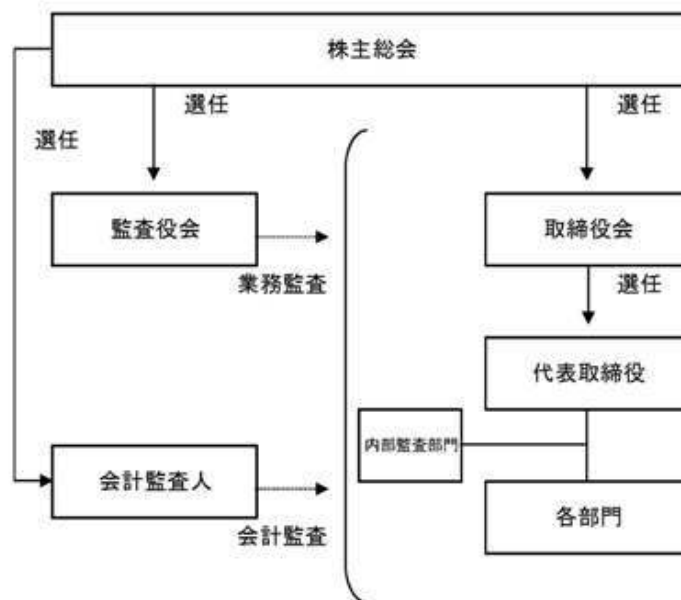 株主総会
選任
選任
選任
監査役会
取締役会
業務監査
選任
代表取締役
内部監査部門
会計監査人
各部門
会計監査